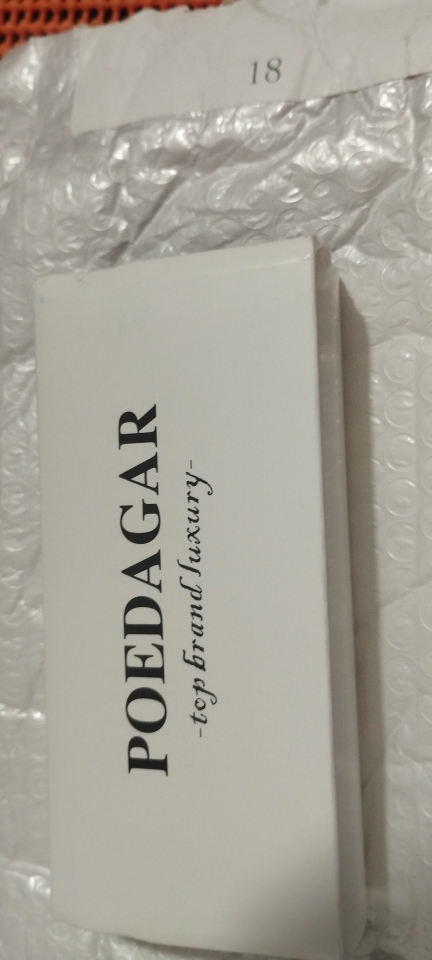 18
POEDAGAR
-top brand luxury-